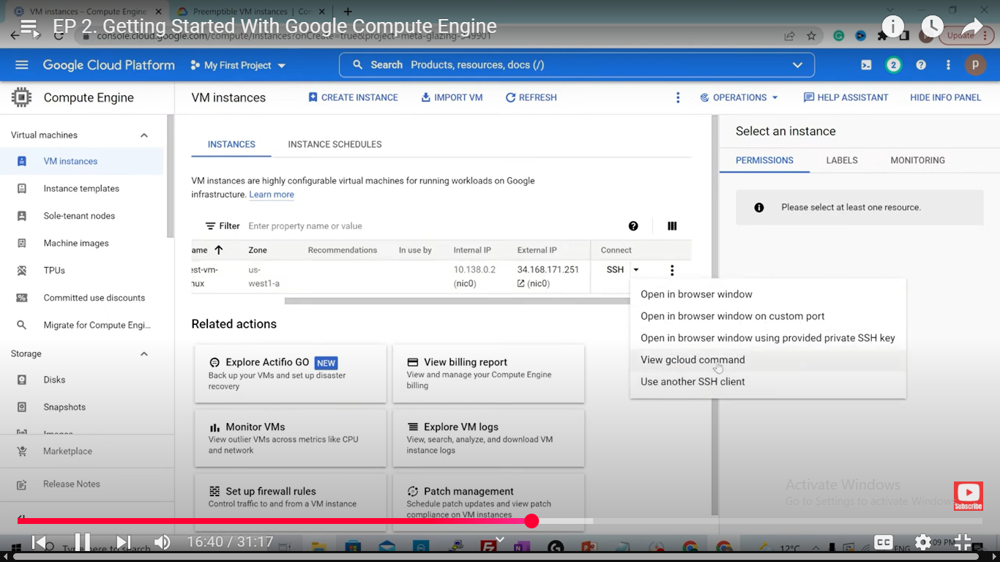 VM instances – Compute Engine
Preemptible VM instances | Con
EP 2. Getting Started With Google Compute Engine
console.cloud.google.com/compute/instances?onCreate=true&project=meta-glazing-349901
Update
Google Cloud Platform
My First Project
Search Products, resources, docs (/)
2
p
Compute Engine
VM instances
CREATE INSTANCE
IMPORT VM
REFRESH
OPERATIONS
HELP ASSISTANT
HIDE INFO PANEL
Virtual machines
VM instances
Instance templates
Sole-tenant nodes
Machine images
TPUs
Committed use discounts
Migrate for Compute Engi...
Storage
Disks
Snapshots
Images
Marketplace
Release Notes
INSTANCES
INSTANCE SCHEDULES
VM instances are highly configurable virtual machines for running workloads on Google
infrastructure. Learn more
Filter Enter property name or value
ame Zone Recommendations In use by Internal IP External IP Connect
est-vm- us- 10.138.0.2 34.168.171.251 SSH
nux west1-a (nic0) (nic0)
Open in browser window
Open in browser window on custom port
Open in browser window using provided private SSH key
View gcloud command
Use another SSH client
Related actions
Explore Actifio GO NEW
Back up your VMs and set up disaster
recovery
View billing report
View and manage your Compute Engine
billing
Monitor VMs
View outlier VMs across metrics like CPU
and network
Explore VM logs
View, search, analyze, and download VM
instance logs
Set up firewall rules
Control traffic to and from a VM instance
Patch management
Schedule patch updates and view patch
compliance on VM instances
Select an instance
PERMISSIONS
LABELS
MONITORING
Please select at least one resource.
Activate Windows
Go to Settings to activate Windows
Subscribe
16:40 / 31:17
Type here to search
12°C
ENG
:09 PM
CC